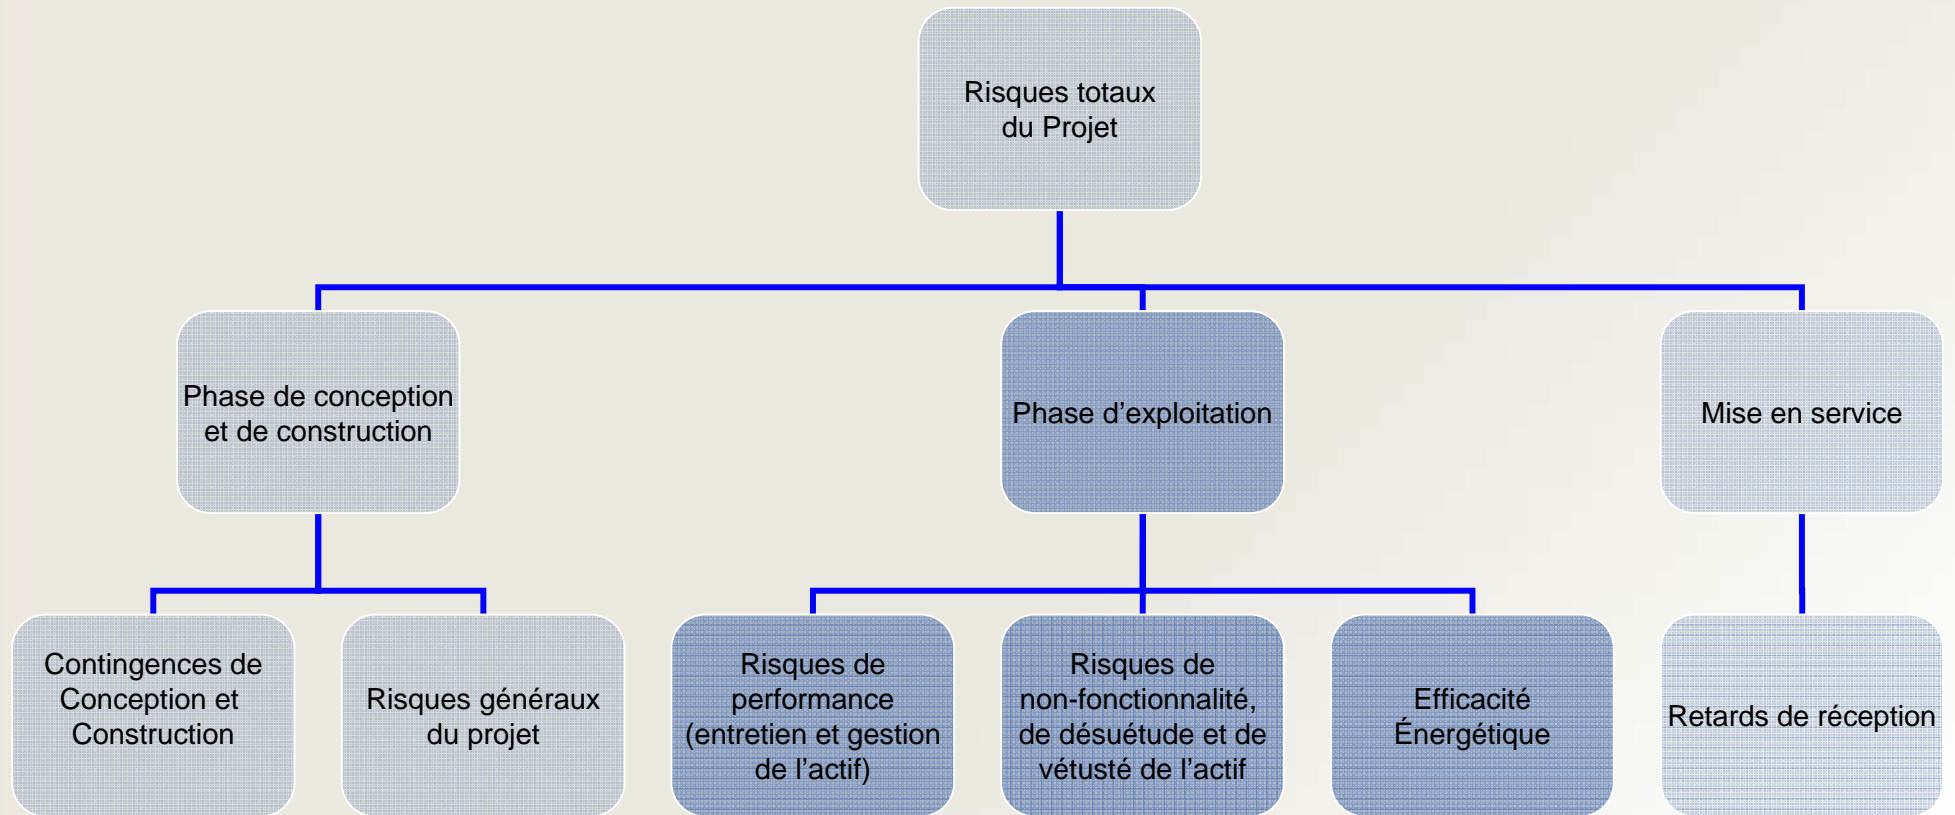 Risques totaux
du Projet
Phase de conception
et de construction
Phase d’exploitation
Mise en service
Contingences de
Conception et
Construction
Risques généraux
du projet
Risques de
performance
(entretien et gestion
de l’actif)
Risques de
non-fonctionnalité,
de désuétude et de
vétusté de l’actif
Efficacité
Énergétique
Retards de réception